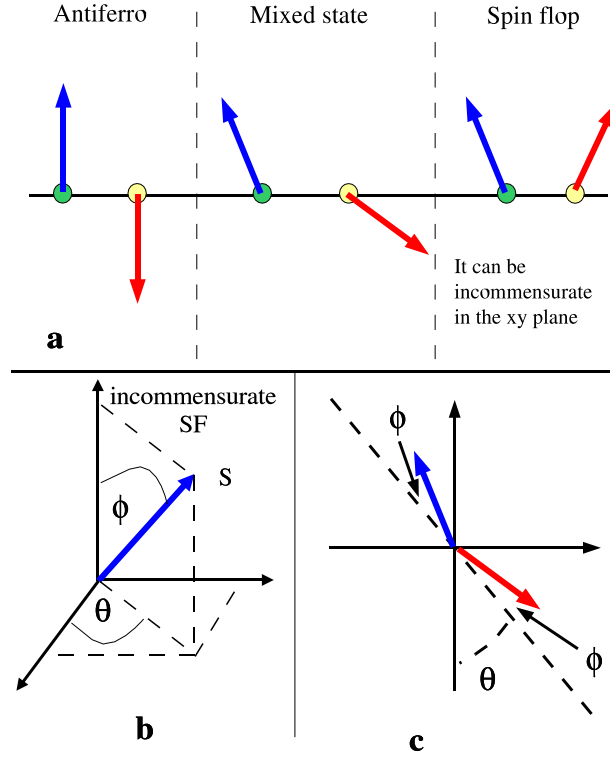 Antiferro
Mixed state
Spin flop
It can be
incommensurate
in the xy plane
a
incommensurate
SF
S
ϕ
θ
b
ϕ
ϕ
θ
c